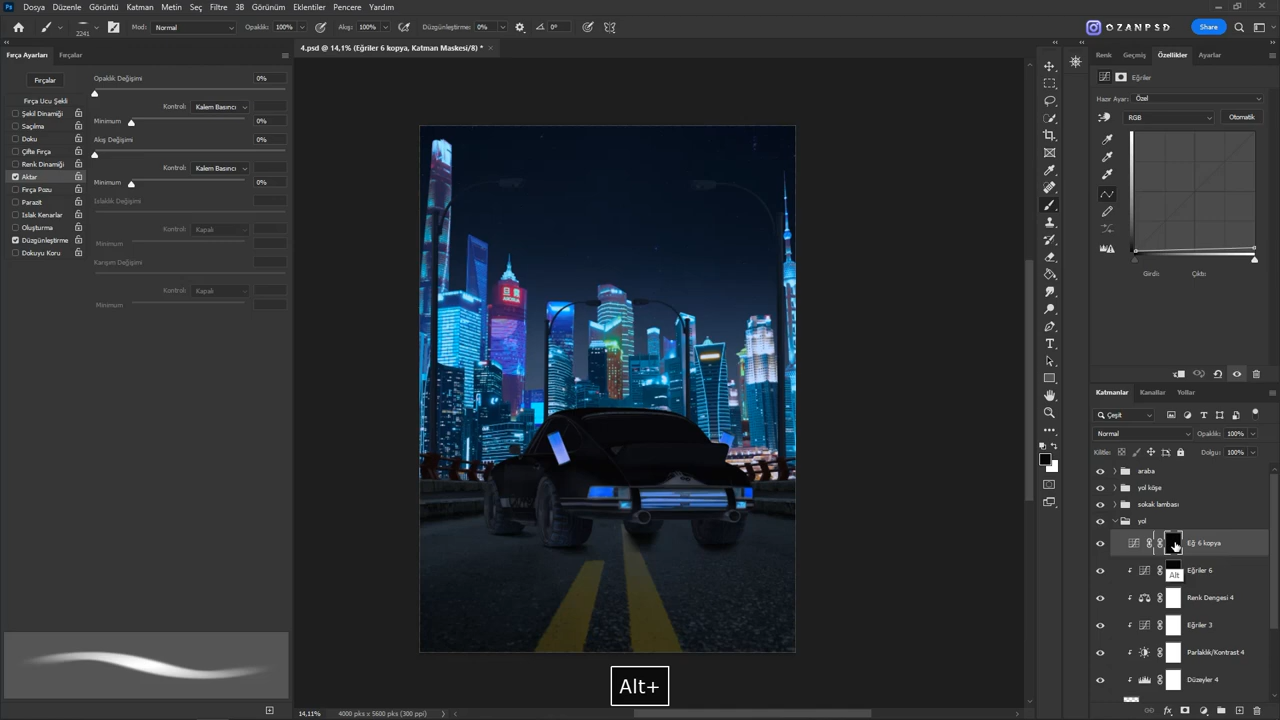 Dosya Düzenle Görüntü Katman Metin Seç Filtre 3B Görünüm Eklentiler Pencere Yardım
2241 Mod: Normal Opaklık: 100% Akış: 100% Düzgünleştirme: 0% 0° OZANPSD Share
4.psd @ 14,1% (Eğriler 6 kopya, Katman Maskesi/8) *
Fırça Ayarları Fırçalar
Fırçalar
Fırça Ucu Şekli
Şekil Dinamiği
Saçılma
Doku
Çifte Fırça
Renk Dinamiği
Aktar
Fırça Pozu
Parazit
Islak Kenarlar
Oluşturma
Düzgünleştirme
Dokuyu Koru
Opaklık Değişimi 0%
Kontrol: Kalem Basıncı
Minimum 0%
Akış Değişimi 0%
Kontrol: Kalem Basıncı
Minimum 0%
Islaklık Değişimi
Kontrol: Kapalı
Minimum
Karışım Değişimi
Kontrol: Kapalı
Minimum
Renk Geçmiş Özellikler Ayarlar
Eğriler
Hasır Ayar: Özel
RGB Otomatik
Girdi: Çıktı:
Katmanlar Kanallar Yollar
Çeşit
Normal Opaklık: 100%
Kilitle: Dolgu: 100%
araba
yol köşe
sokak lambası
yol
Eğ 6 kopya
Alt
Eğriler 6
Renk Dengesi 4
Eğriler 3
Parlaklık/Kontrast 4
Düzeyler 4
Alt+
14,11% 4000 pks x 5600 pks (300 ppi)